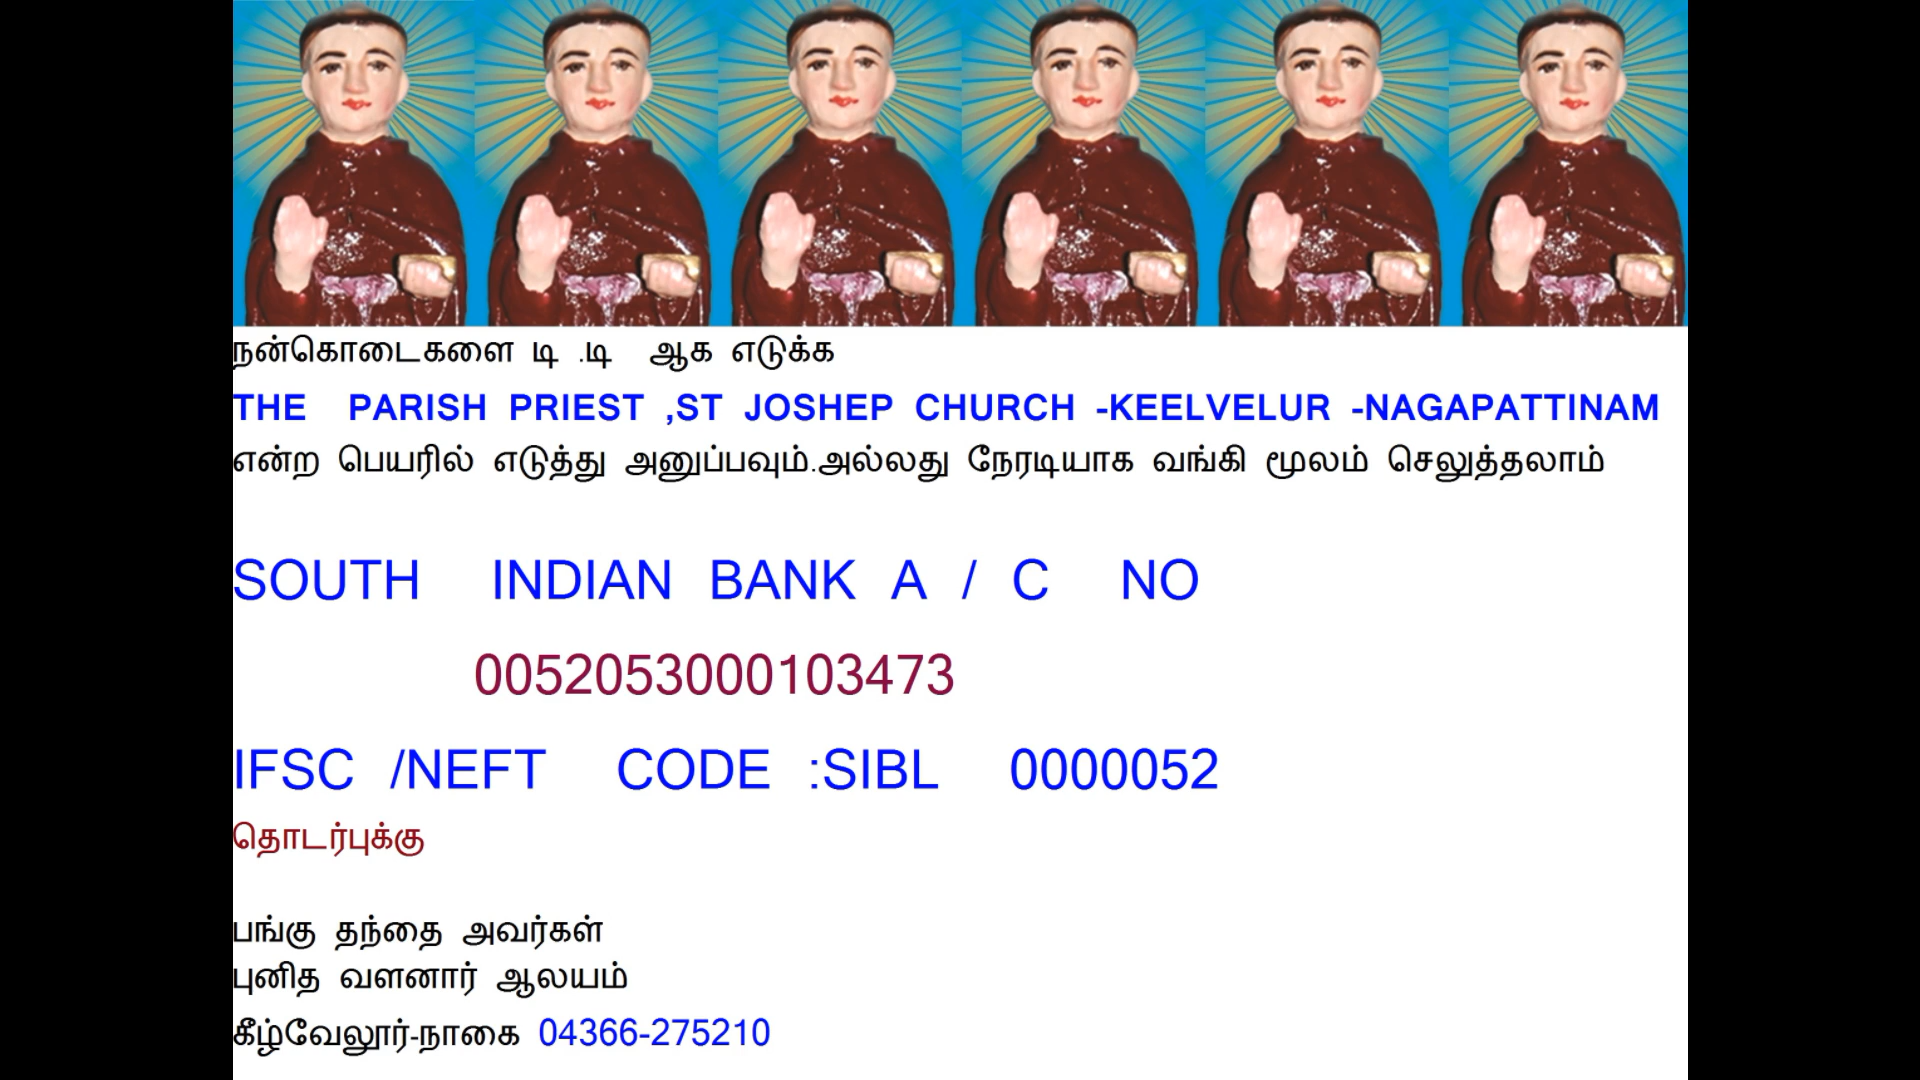 நன்கொடைகளை டி .டி ஆக எடுக்க
THE PARISH PRIEST ,ST JOSHEP CHURCH -KEELVELUR -NAGAPATTINAM
என்ற பெயரில் எடுத்து அனுப்பவும்.அல்லது நேரடியாக வங்கி மூலம் செலுத்தலாம்
SOUTH INDIAN BANK A / C NO
0052053000103473
IFSC /NEFT CODE :SIBL 0000052
தொடர்புக்கு
பங்கு தந்தை அவர்கள்
புனித வளனார் ஆலயம்
கீழ்வேலூர்-நாகை 04366-275210